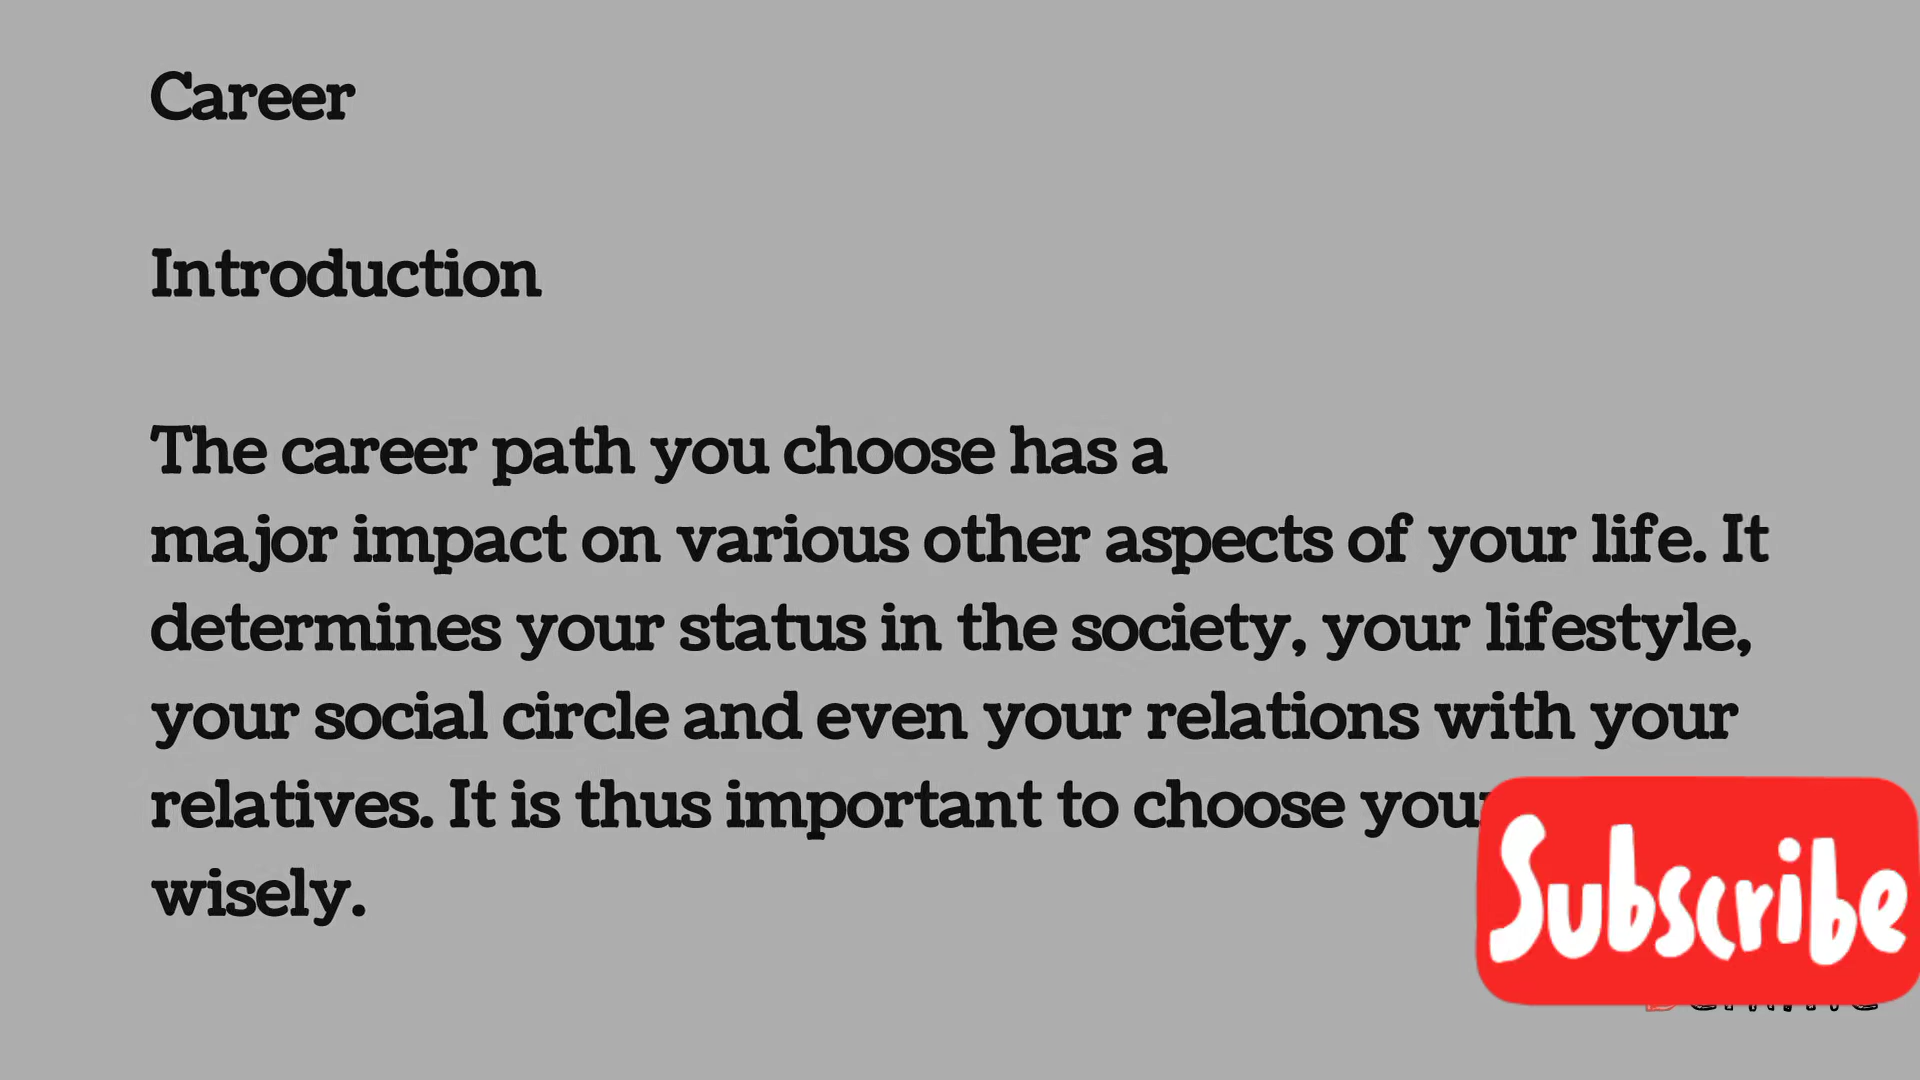 Career
Introduction
The career path you choose has a
major impact on various other aspects of your life. It
determines your status in the society, your lifestyle,
your social circle and even your relations with your
relatives. It is thus important to choose
wisely.
Subscribe